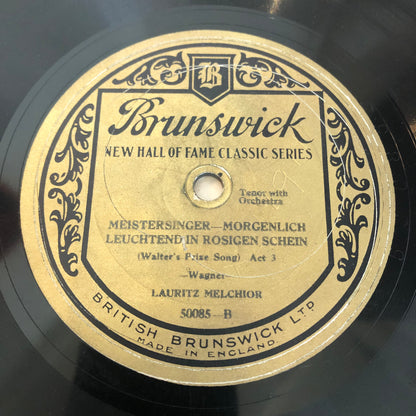 B
Brunswick
NEW HALL OF FAME CLASSIC SERIES
Tenor with
Orchestra
MEISTERSINGER—MORGENLICH
LEUCHTEND IN ROSIGEN SCHEIN
(Walter's Prize Song) Act 3
—Wagner
LAURITZ MELCHIOR
50085—B
BRITISH BRUNSWICK LTD
MADE IN ENGLAND